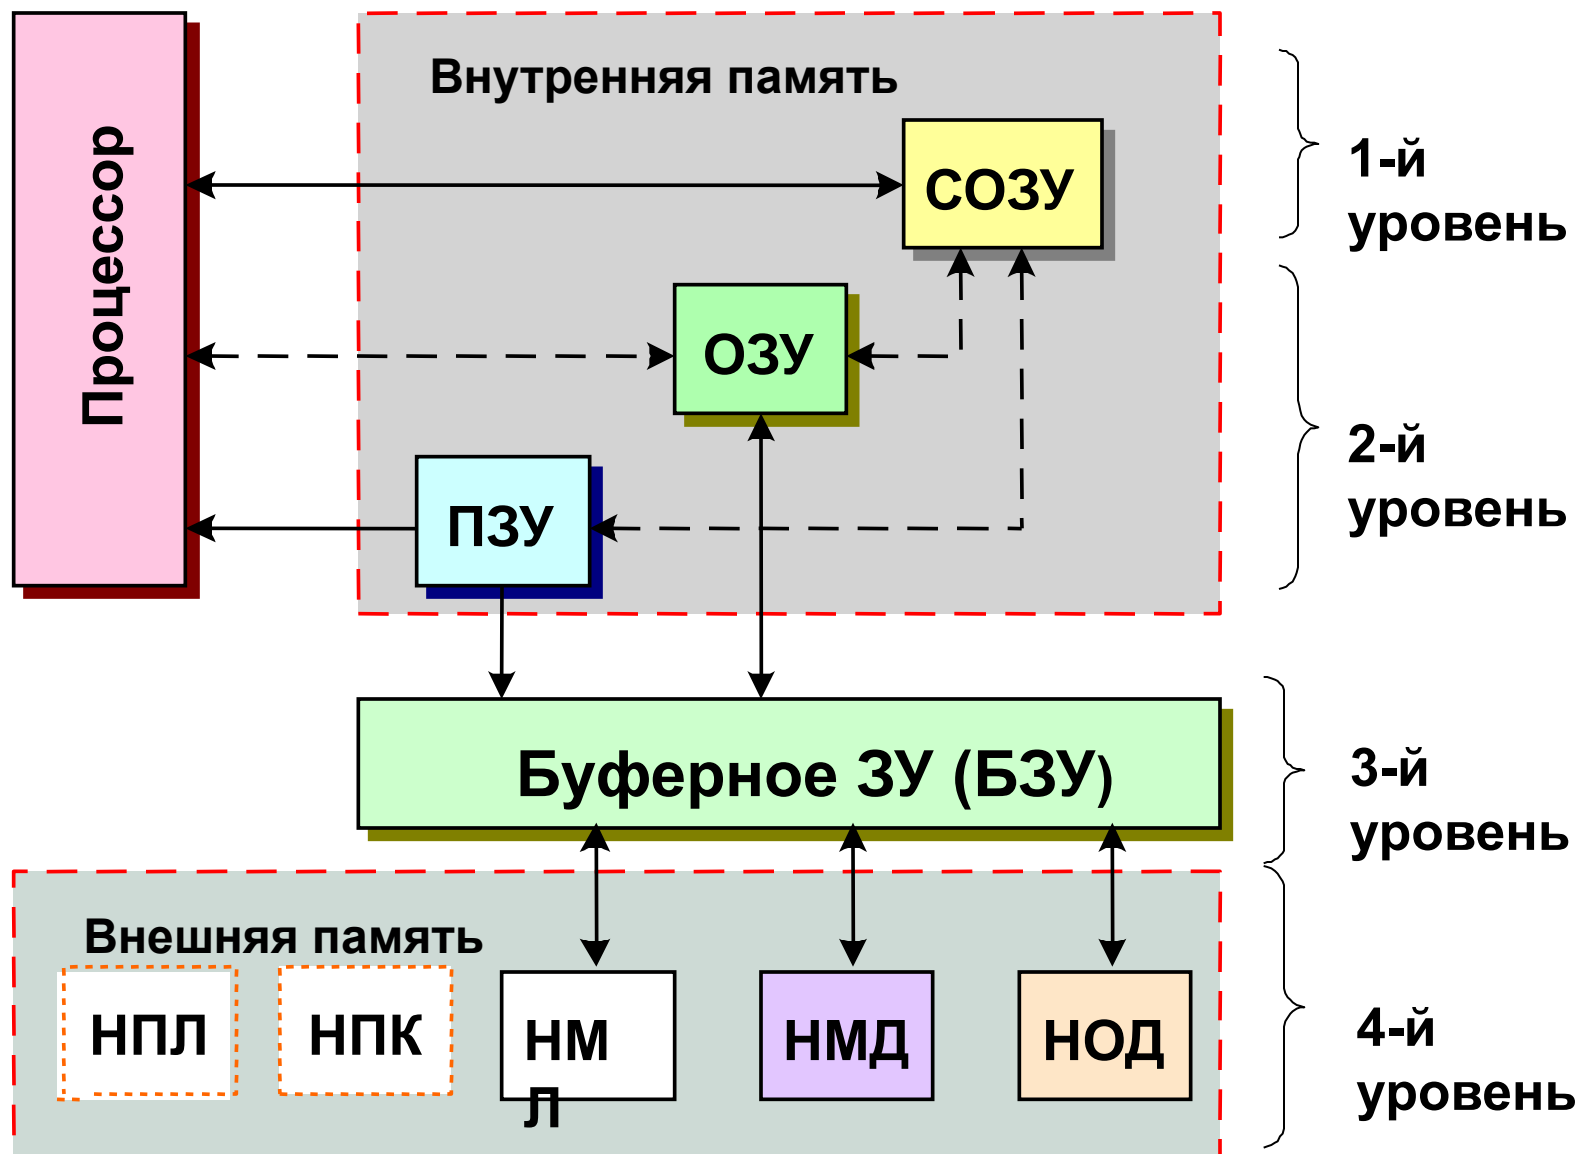 Процессор
Внутренняя память
СОЗУ
1-й
уровень
ОЗУ
2-й
уровень
ПЗУ
Буферное ЗУ (БЗУ)
3-й
уровень
Внешняя память
НПЛ
НПК
НМ
Л
НМД
НОД
4-й
уровень